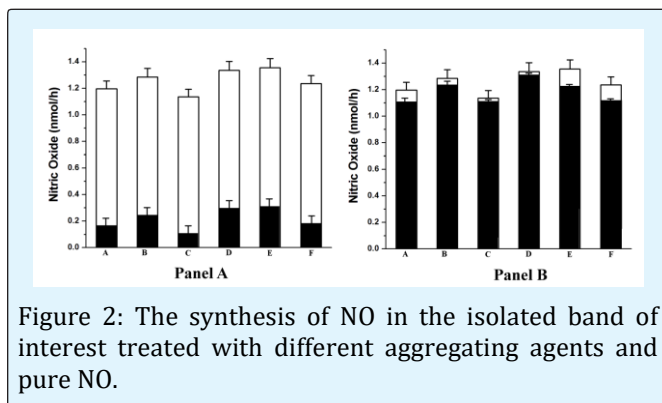 Nitric Oxide (nmol/h)
1.4
1.2
1.0
0.8
0.6
0.4
0.2
0.0
A B C D E F
Panel A
Nitric Oxide (nmol/h)
1.4
1.2
1.0
0.8
0.6
0.4
0.2
0.0
A B C D E F
Panel B
Figure 2: The synthesis of NO in the isolated band of
interest treated with different aggregating agents and
pure NO.